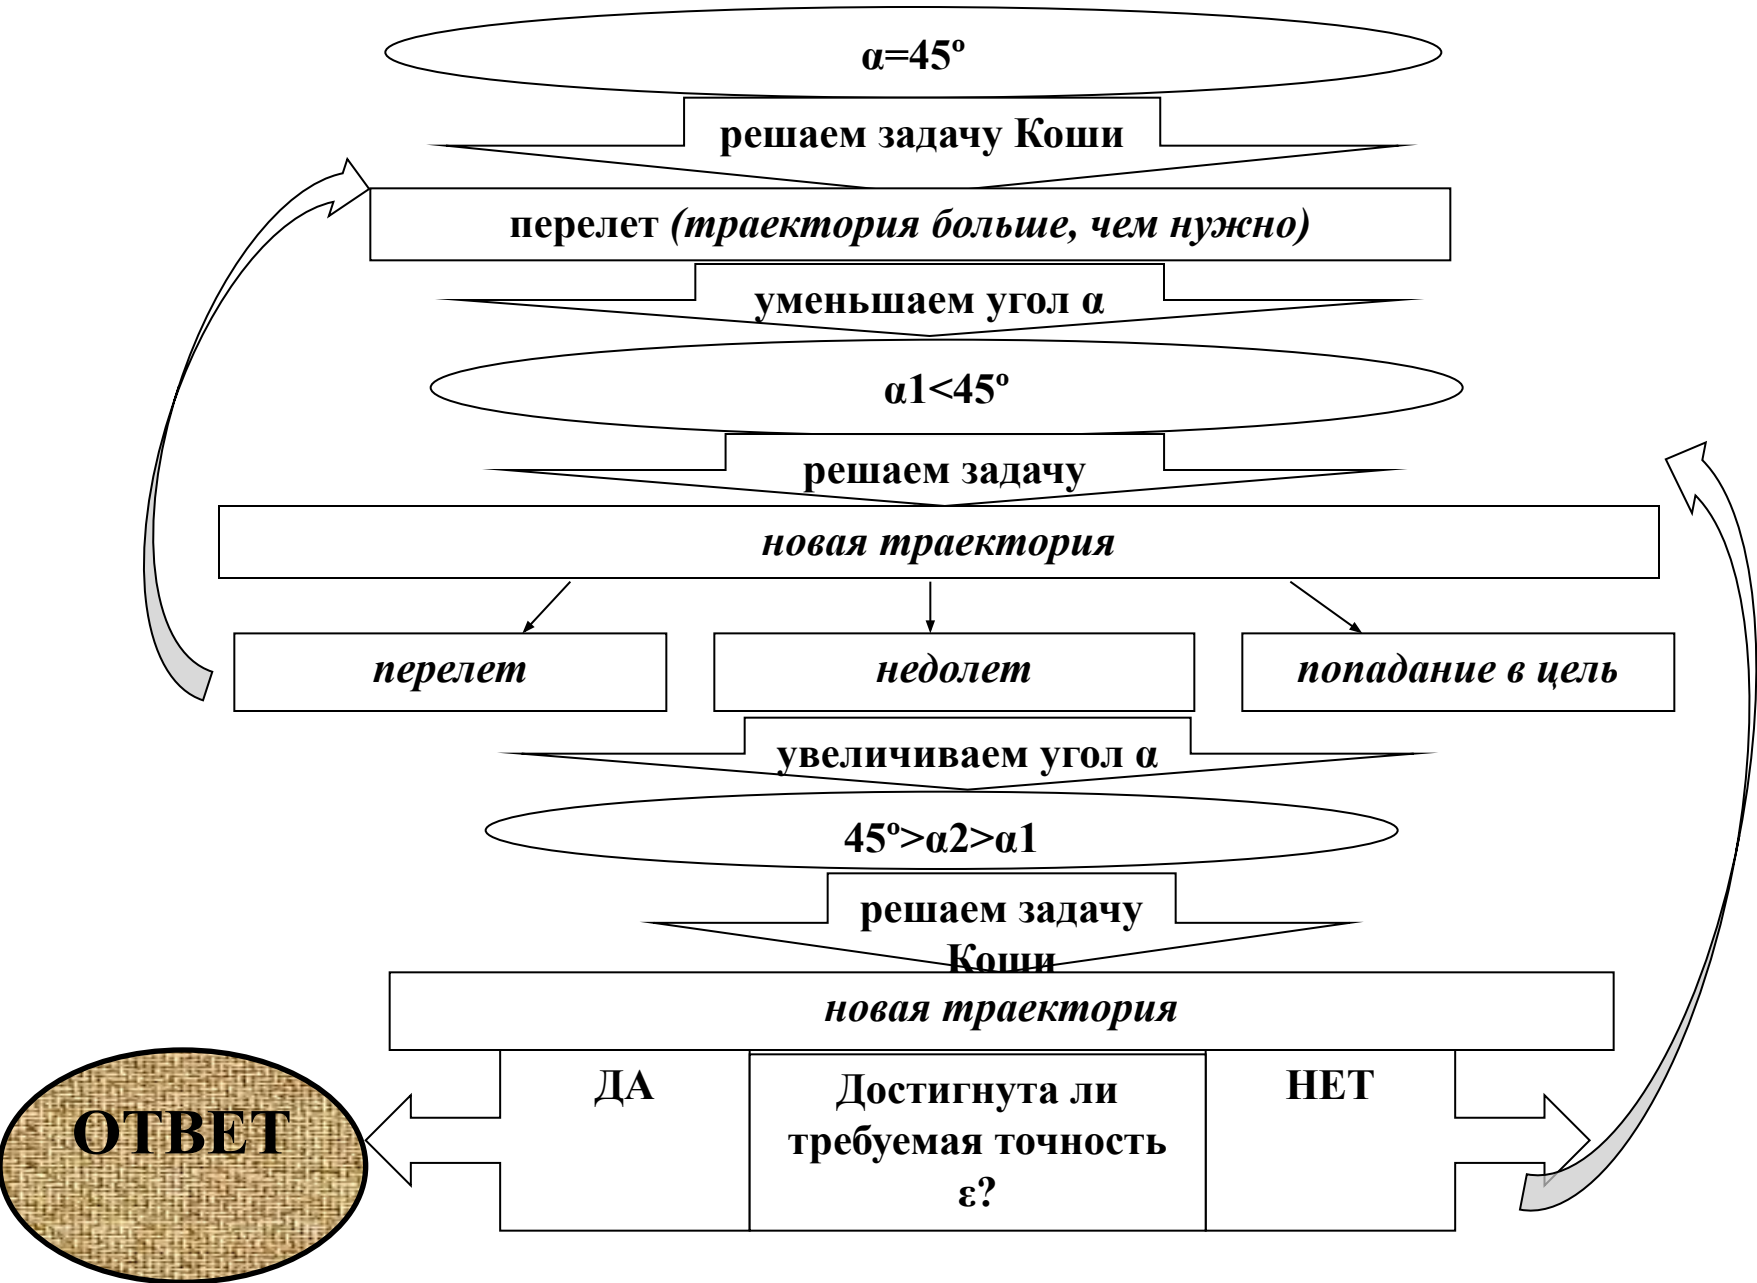 α=45º
решаем задачу Коши
перелет (траектория больше, чем нужно)
уменьшаем угол α
α1<45º
решаем задачу
новая траектория
перелет
недолет
попадание в цель
увеличиваем угол α
45º>α2>α1
решаем задачу
Коши
новая траектория
ДА
Достигнута ли
требуемая точность
ε?
НЕТ
ОТВЕТ